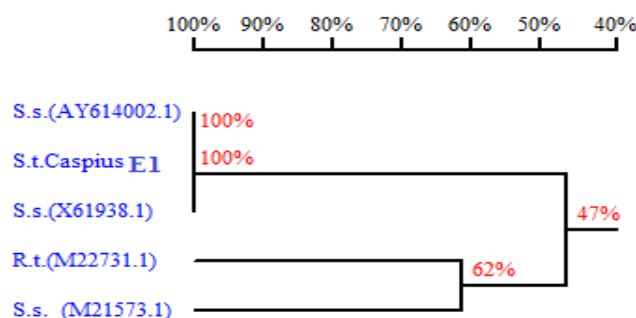 100% 90% 80% 70% 60% 50% 40%
S.s.(AY614002.1)
100%
S.t.Caspius E1
100%
S.s.(X61938.1)
47%
R.t.(M22731.1)
62%
S.s. (M21573.1)